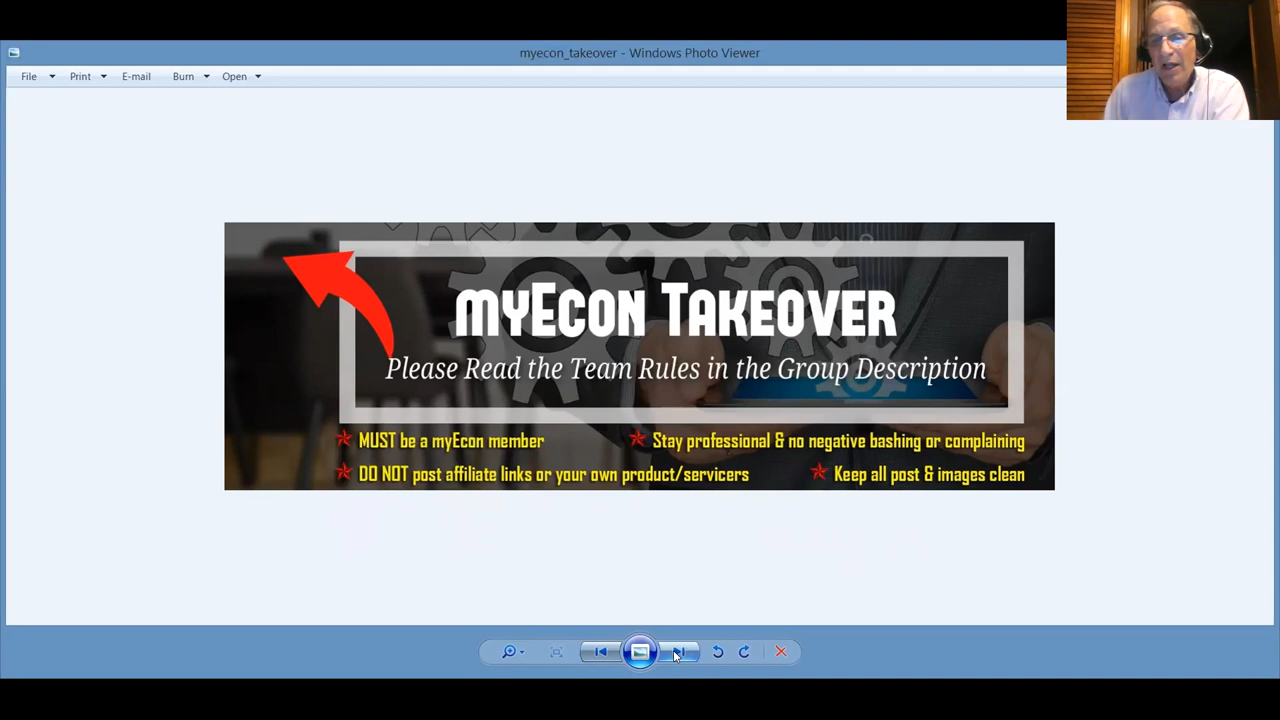 myecon_takeover - Windows Photo Viewer
File Print E-mail Burn Open
myEcon Takeover
Please Read the Team Rules in the Group Description
MUST be a myEcon member
Stay professional & no negative bashing or complaining
DO NOT post affiliate links or your own product/servicers
Keep all post & images clean